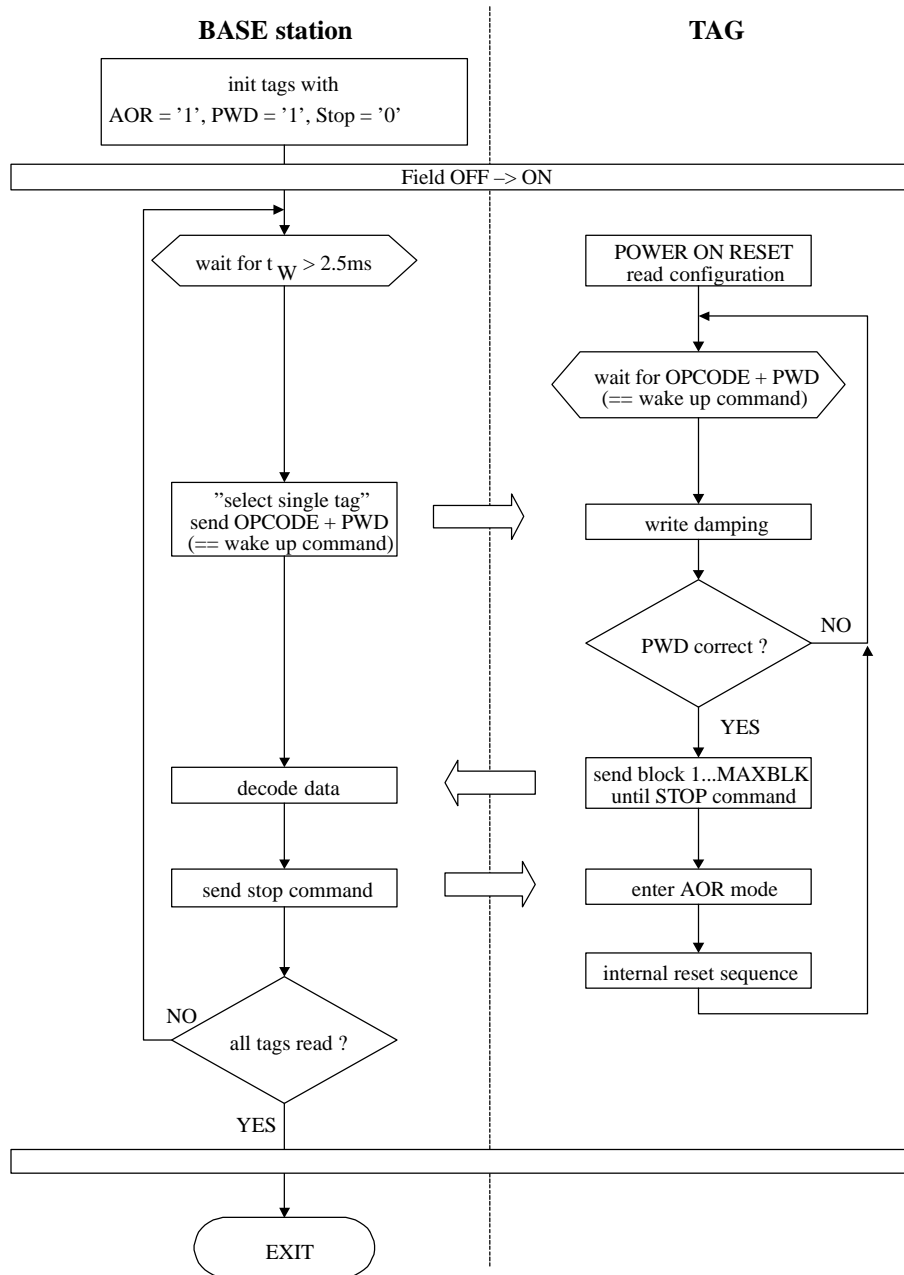 BASE station
TAG
init tags with
AOR = ’1’, PWD = ’1’, Stop = ’0’
Field OFF –> ON
wait for t W > 2.5ms
POWER ON RESET
read configuration
wait for OPCODE + PWD
(== wake up command)
”select single tag”
send OPCODE + PWD
(== wake up command)
write damping
PWD correct ?
NO
YES
send block 1...MAXBLK
until STOP command
decode data
send stop command
enter AOR mode
internal reset sequence
NO
all tags read ?
YES
EXIT